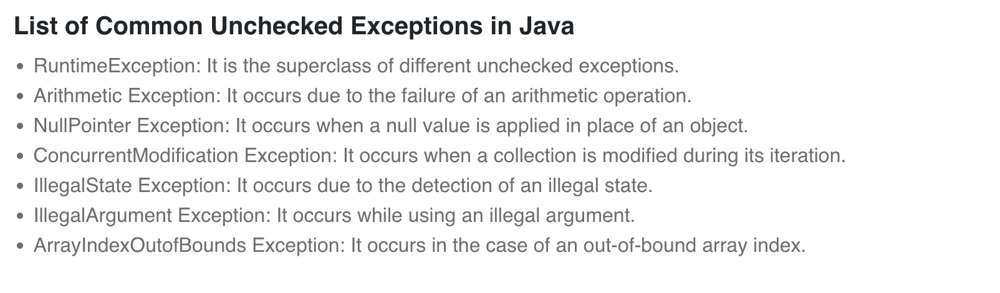 List of Common Unchecked Exceptions in Java
• RuntimeException: It is the superclass of different unchecked exceptions.
• Arithmetic Exception: It occurs due to the failure of an arithmetic operation.
• NullPointer Exception: It occurs when a null value is applied in place of an object.
• ConcurrentModification Exception: It occurs when a collection is modified during its iteration.
• IllegalState Exception: It occurs due to the detection of an illegal state.
• IllegalArgument Exception: It occurs while using an illegal argument.
• ArrayIndexOutofBounds Exception: It occurs in the case of an out-of-bound array index.